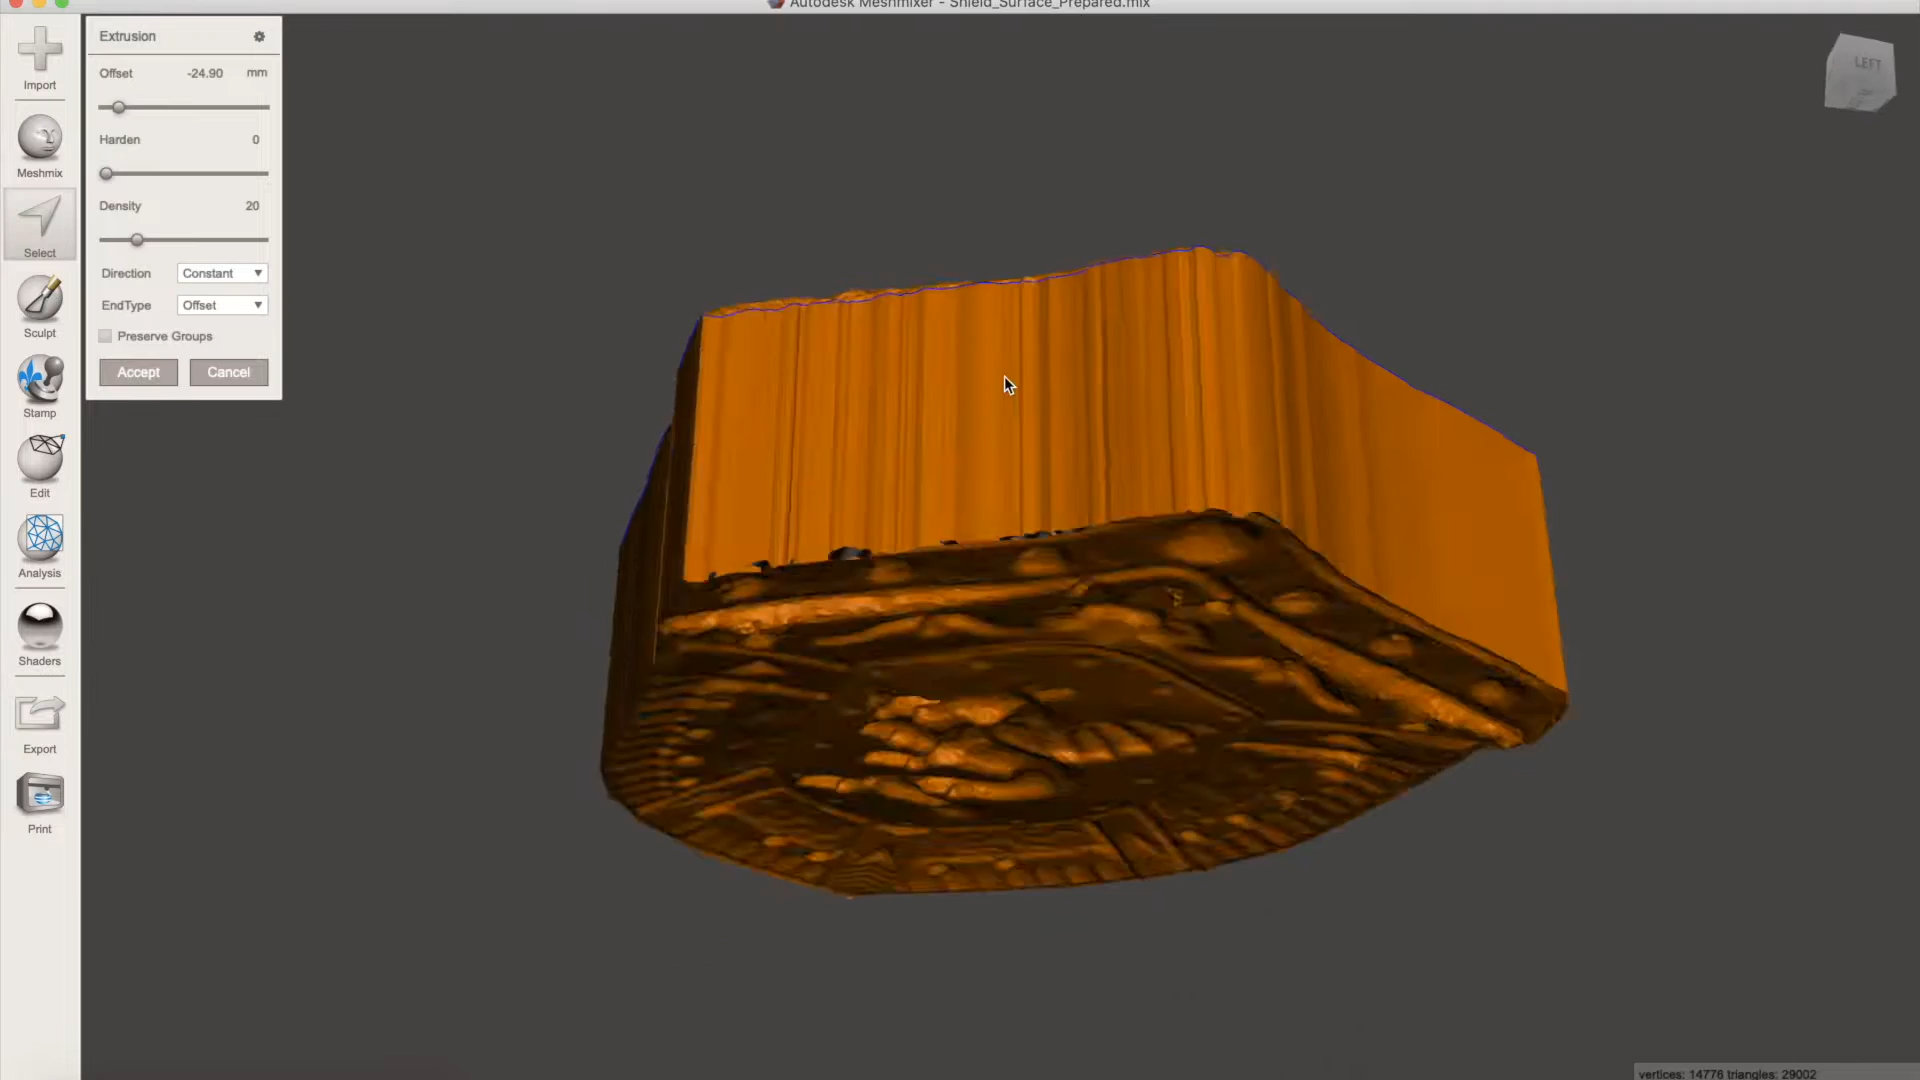 Autodesk Meshmixer - Shield_Surface_Prepared.mix
Import
Meshmix
Select
Sculpt
Stamp
Edit
Analysis
Shaders
Export
Print
Extrusion
Offset -24.90 mm
Harden 0
Density 20
Direction Constant
EndType Offset
Preserve Groups
Accept Cancel
LEFT
vertices: 14776 triangles: 29002